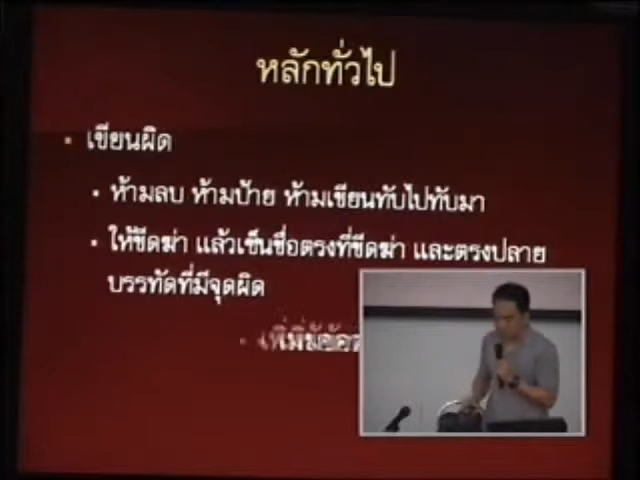 หลักทั่วไป
เขียนผิด
ห้ามลบ ห้ามป้าย ห้ามเขียนทับไปทับมา
ให้ขีดฆ่า แล้วเซ็นชื่อตรงที่ขีดฆ่า และตรงปลาย
บรรทัดที่มีจุดผิด